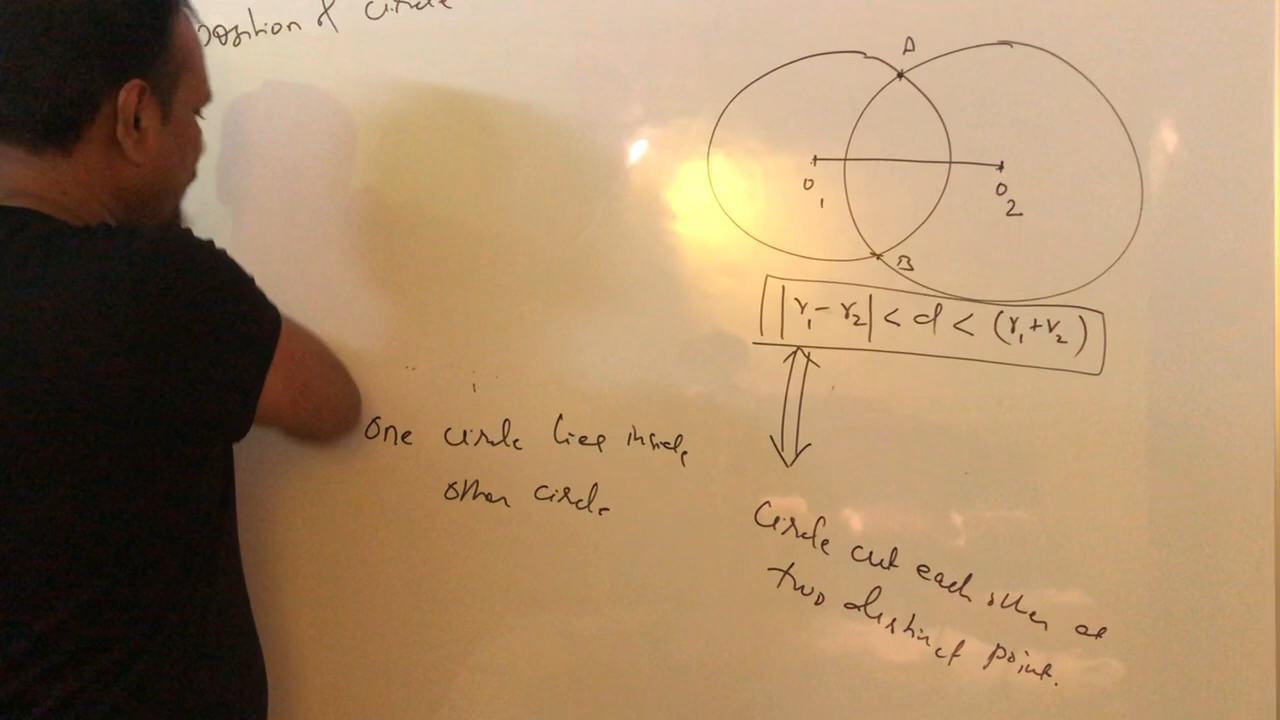 position of circle
A
O1 O2
B
|r1 - r2| < d < (r1 + r2)
One circle lies inside
other circle
Circle cut each other at
two distinct point.